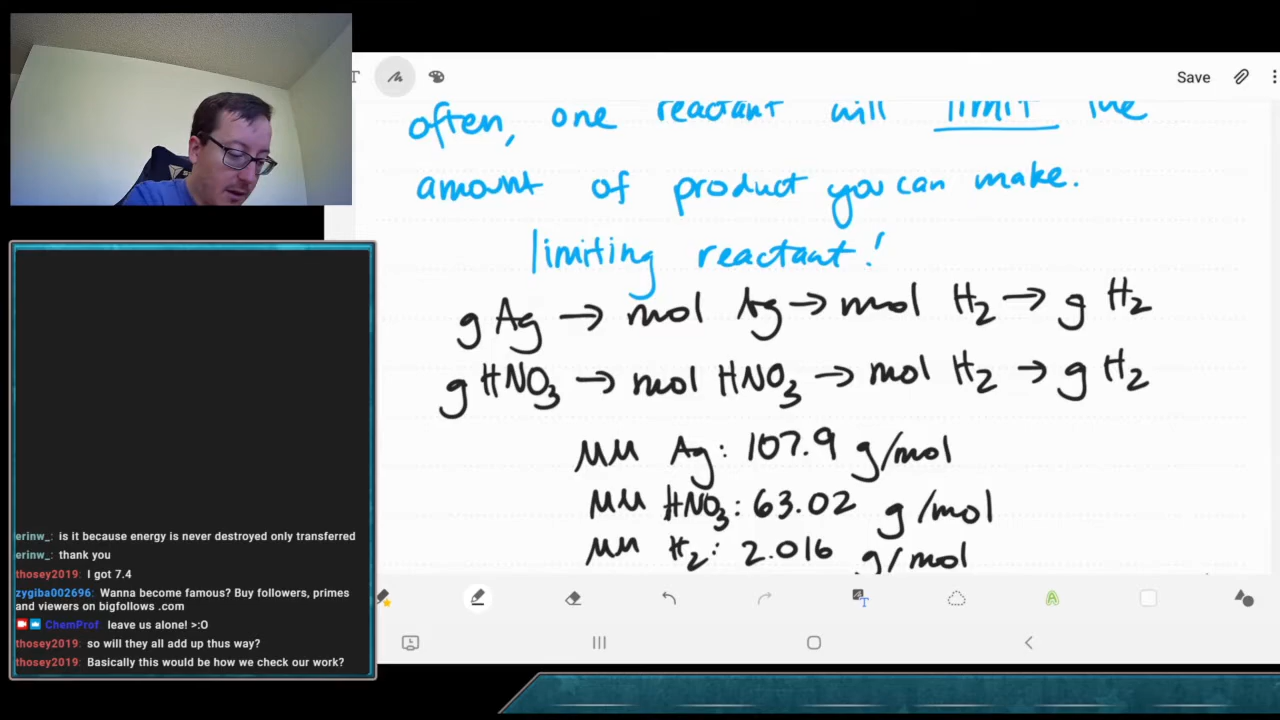 T
Save
often, one reactant will limit the
amount of product you can make.
limiting reactant!
g Ag → mol Ag → mol H2 → g H2
g HNO3 → mol HNO3 → mol H2 → g H2
MM Ag: 107.9 g/mol
MM HNO3: 63.02 g/mol
MM H2: 2.016 g/mol
erinw_: is it because energy is never destroyed only transferred
erinw_: thank you
thosey2019: I got 7.4
zygiba002696: Wanna become famous? Buy followers, primes
and viewers on bigfollows .com
ChemProf: leave us alone! >:O
thosey2019: so will they all add up thus way?
thosey2019: Basically this would be how we check our work?
T
A